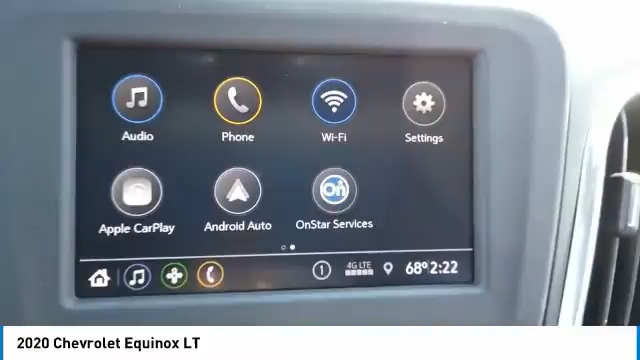 Audio Phone Wi-Fi Settings
Apple CarPlay Android Auto OnStar Services
On
1 4G LTE 68° 2:22
2020 Chevrolet Equinox LT